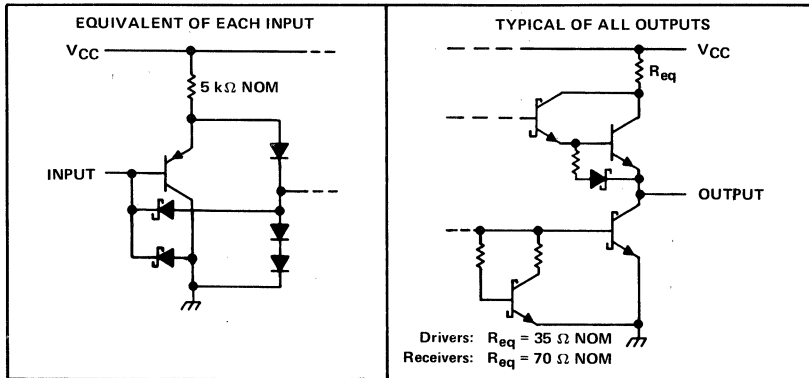 EQUIVALENT OF EACH INPUT
VCC
5 kΩ NOM
INPUT
TYPICAL OF ALL OUTPUTS
VCC
Req
OUTPUT
Drivers: Req = 35 Ω NOM
Receivers: Req = 70 Ω NOM